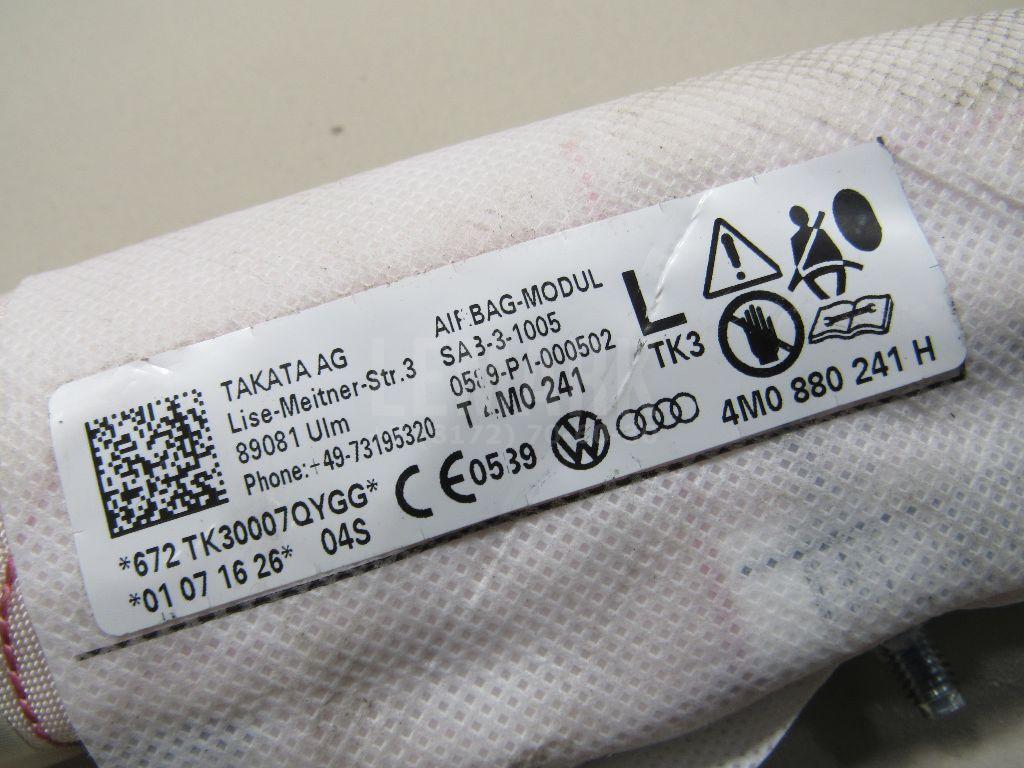 TAKATA AG
Lise-Meitner-Str.3
89081 Ulm
Phone:+49-73195320
*672 TK30007QYGG*
*01 07 16 26* 04S
AIRBAG-MODUL
SAB-3-1005
0589-P1-000502
T 4M0 241
CE0589
L
TK3
4M0 880 241 H